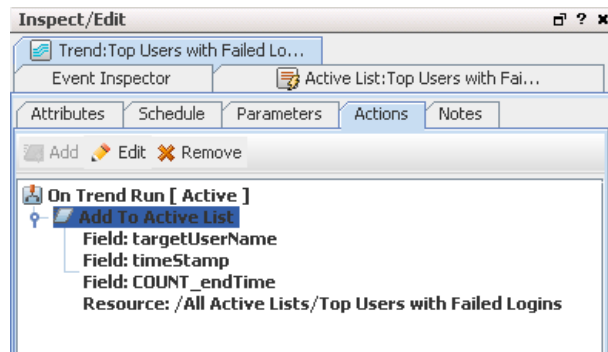 Inspect/Edit ?
Trend:Top Users with Failed Lo...
Event Inspector Active List:Top Users with Fai...
Attributes Schedule Parameters Actions Notes
Add Edit Remove
On Trend Run [ Active ]
Add To Active List
Field: targetUserName
Field: timeStamp
Field: COUNT_endTime
Resource: /All Active Lists/Top Users with Failed Logins